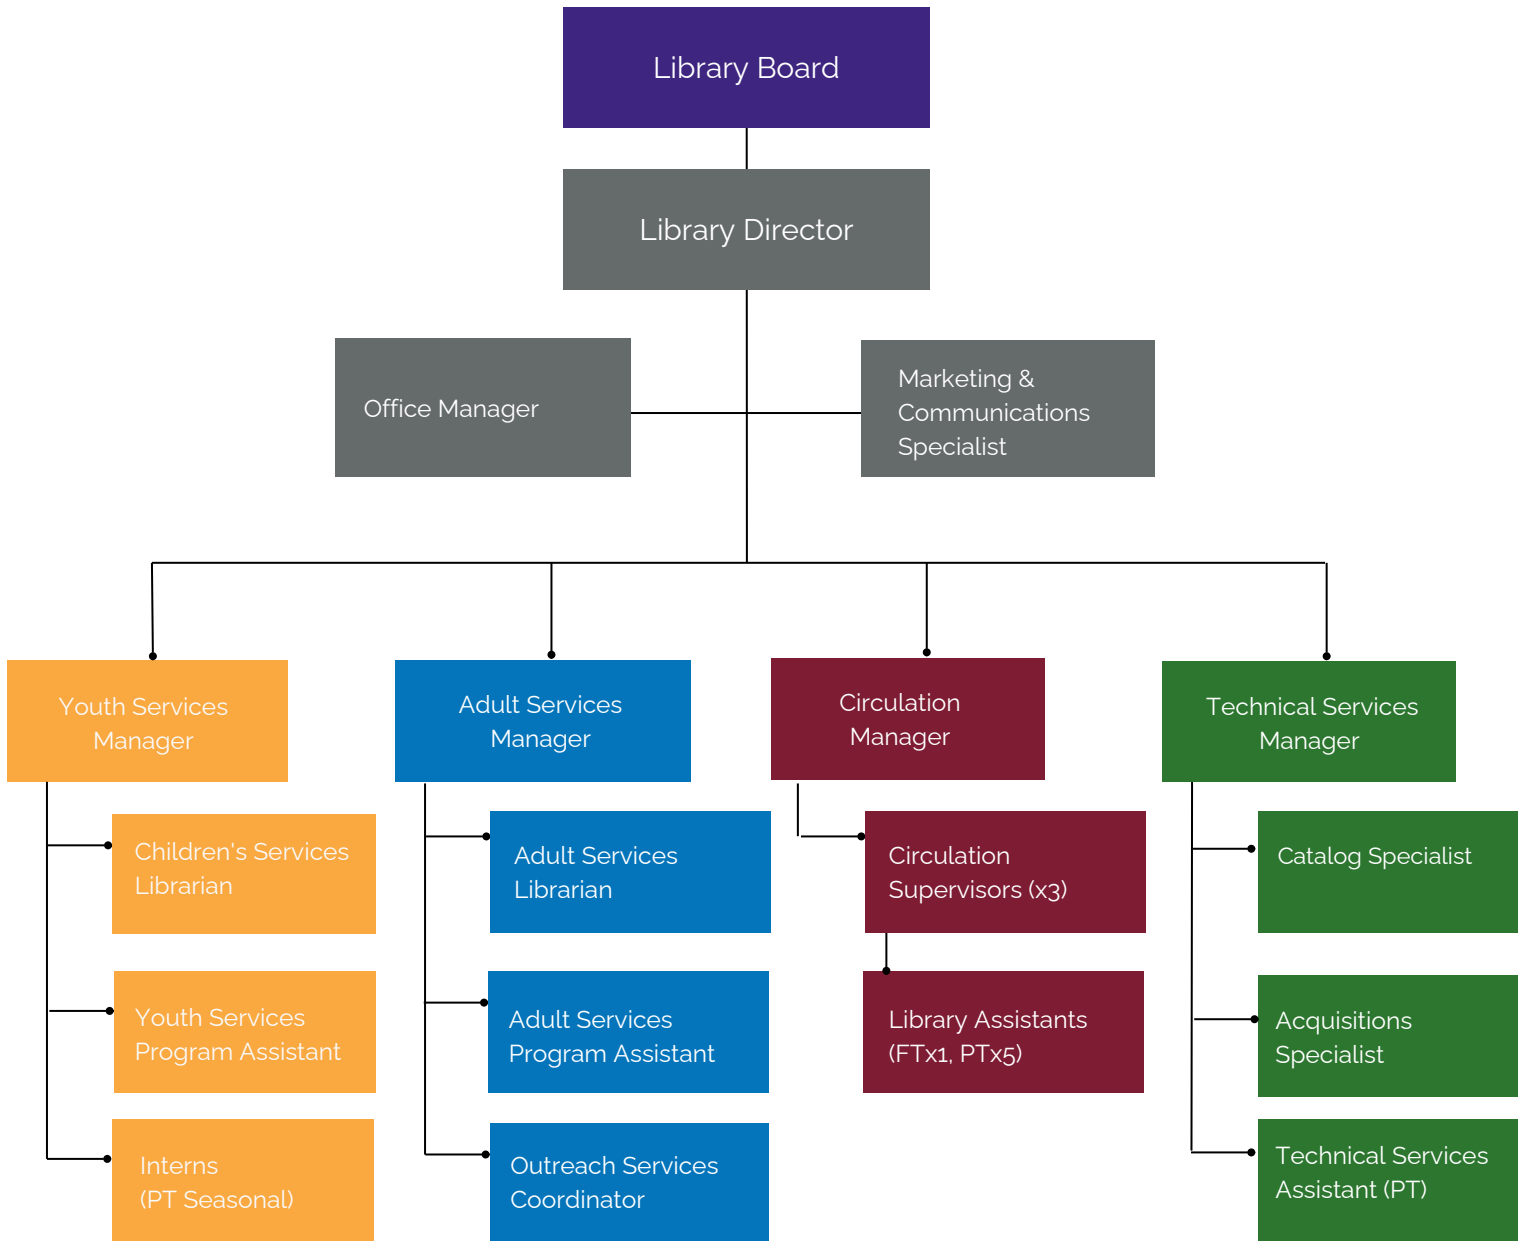 Library Board
Library Director
Office Manager
Marketing &
Communications
Specialist
Youth Services
Manager
Children's Services
Librarian
Youth Services
Program Assistant
Interns
(PT Seasonal)
Adult Services
Manager
Adult Services
Librarian
Adult Services
Program Assistant
Outreach Services
Coordinator
Circulation
Manager
Circulation
Supervisors (x3)
Library Assistants
(FTx1, PTx5)
Technical Services
Manager
Catalog Specialist
Acquisitions
Specialist
Technical Services
Assistant (PT)